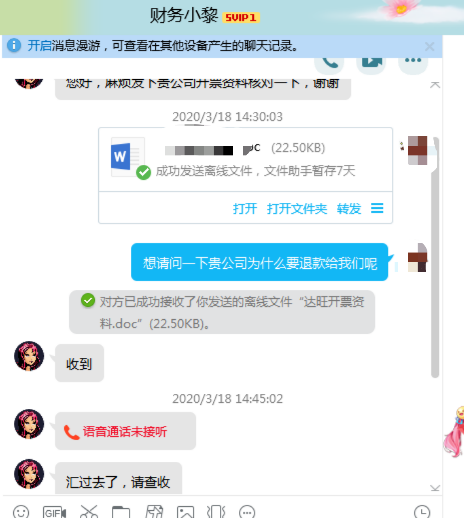 财务小黎 SVIP1
开启消息漫游，可查看在其他设备产生的聊天记录。
您好，麻烦发下贵公司开票资料核对一下，谢谢
2020/3/18 14:30:03
oc (22.50KB)
成功发送离线文件，文件助手暂存7天
打开 打开文件夹 转发
想请问一下贵公司为什么要退款给我们呢
对方已成功接收了你发送的离线文件“达旺开票资
料.doc”(22.50KB)。
收到
2020/3/18 14:45:02
语音通话未接听
汇过去了，请查收
GIF